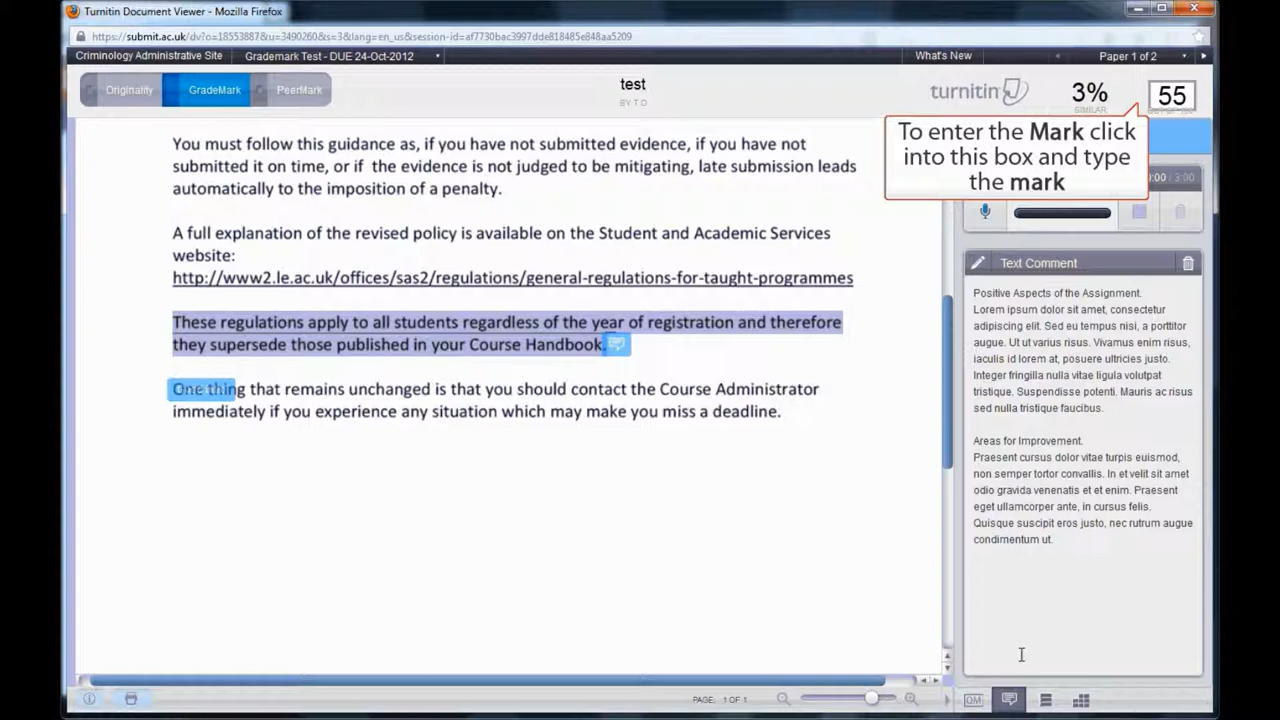 Turnitin Document Viewer - Mozilla Firefox
https://submit.ac.uk/dv?o=18553887&u=3490260&s=3&lang=en_us&session-id=af7730bac3997dde818485e848aa5209
Criminology Administrative Site Grademark Test - DUE 24-Oct-2012 What's New Paper 1 of 2
Originality GradeMark PeerMark
test
BY T O
turnitin
3%
SIMILAR
55
To enter the Mark click
into this box and type
the mark
You must follow this guidance as, if you have not submitted evidence, if you have not
submitted it on time, or if the evidence is not judged to be mitigating, late submission leads
automatically to the imposition of a penalty.
A full explanation of the revised policy is available on the Student and Academic Services
website:
http://www2.le.ac.uk/offices/sas2/regulations/general-regulations-for-taught-programmes
These regulations apply to all students regardless of the year of registration and therefore
they supersede those published in your Course Handbook.
One thing that remains unchanged is that you should contact the Course Administrator
immediately if you experience any situation which may make you miss a deadline.
:00 / 3:00
Text Comment
Positive Aspects of the Assignment.
Lorem ipsum dolor sit amet, consectetur
adipiscing elit. Sed eu tempus nisi, a porttitor
augue. Ut ut varius risus. Vivamus enim risus,
iaculis id lorem at, posuere ultricies justo.
Integer fringilla nulla vitae ligula volutpat
tristique. Suspendisse potenti. Mauris ac risus
sed nulla tristique faucibus.
Areas for Improvement.
Praesent cursus dolor vitae turpis euismod,
non semper tortor convallis. In et velit sit amet
odio gravida venenatis et et enim. Praesent
eget ullamcorper ante, in cursus felis.
Quisque suscipit eros justo, nec rutrum augue
condimentum ut.
PAGE: 1 OF 1
QM